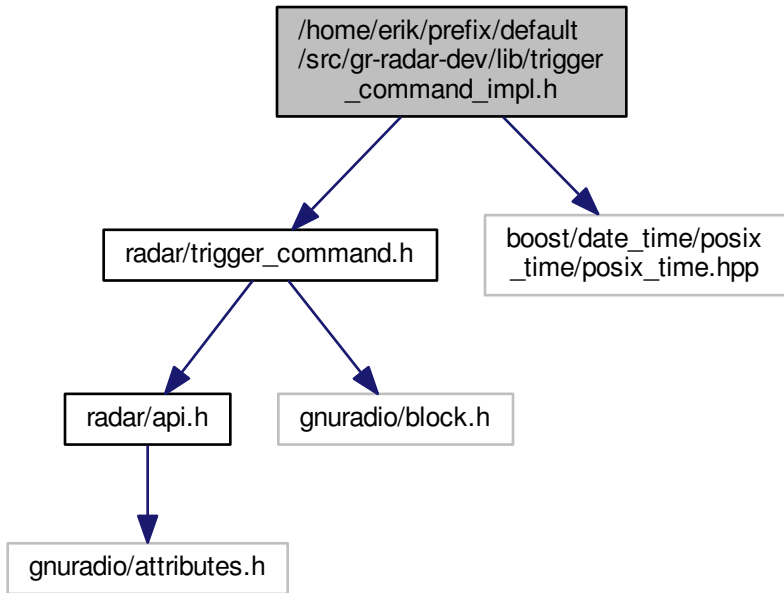 /home/erik/prefix/default
/src/gr-radar-dev/lib/trigger
_command_impl.h
radar/trigger_command.h
boost/date_time/posix
_time/posix_time.hpp
radar/api.h
gnuradio/block.h
gnuradio/attributes.h